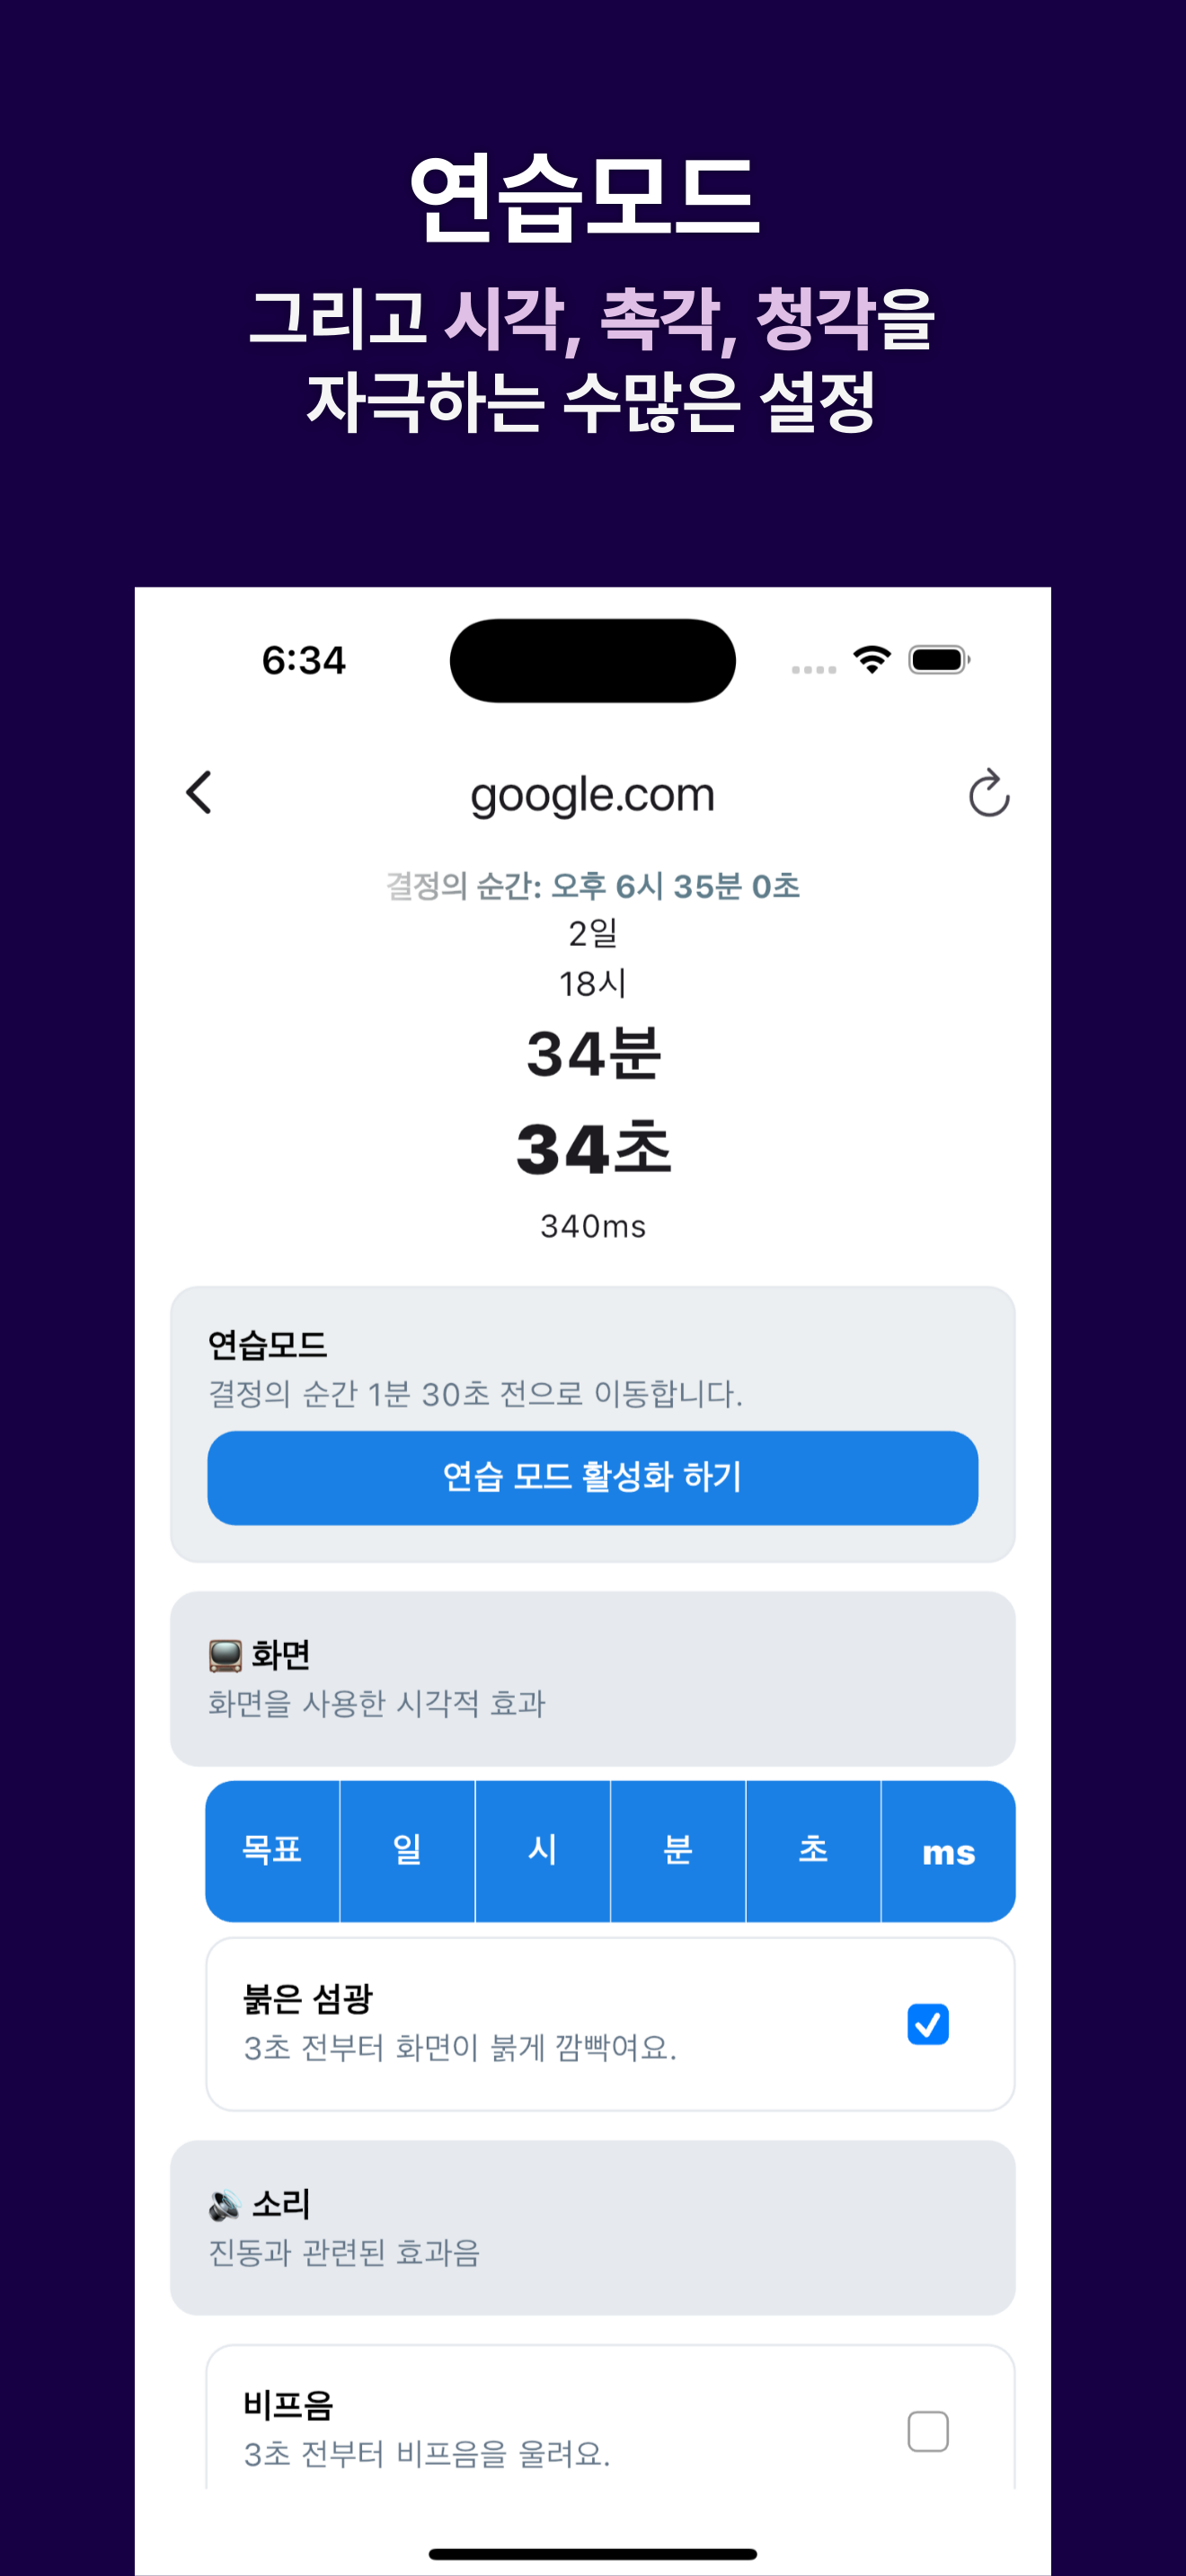 연습모드
그리고 시각, 촉각, 청각을
자극하는 수많은 설정
6:34
google.com
결정의 순간: 오후 6시 35분 0초
2일
18시
34분
34초
340ms
연습모드
결정의 순간 1분 30초 전으로 이동합니다.
연습 모드 활성화 하기
📺 화면
화면을 사용한 시각적 효과
목표 일 시 분 초 ms
붉은 섬광
3초 전부터 화면이 붉게 깜빡여요.
🔊 소리
진동과 관련된 효과음
비프음
3초 전부터 비프음을 울려요.